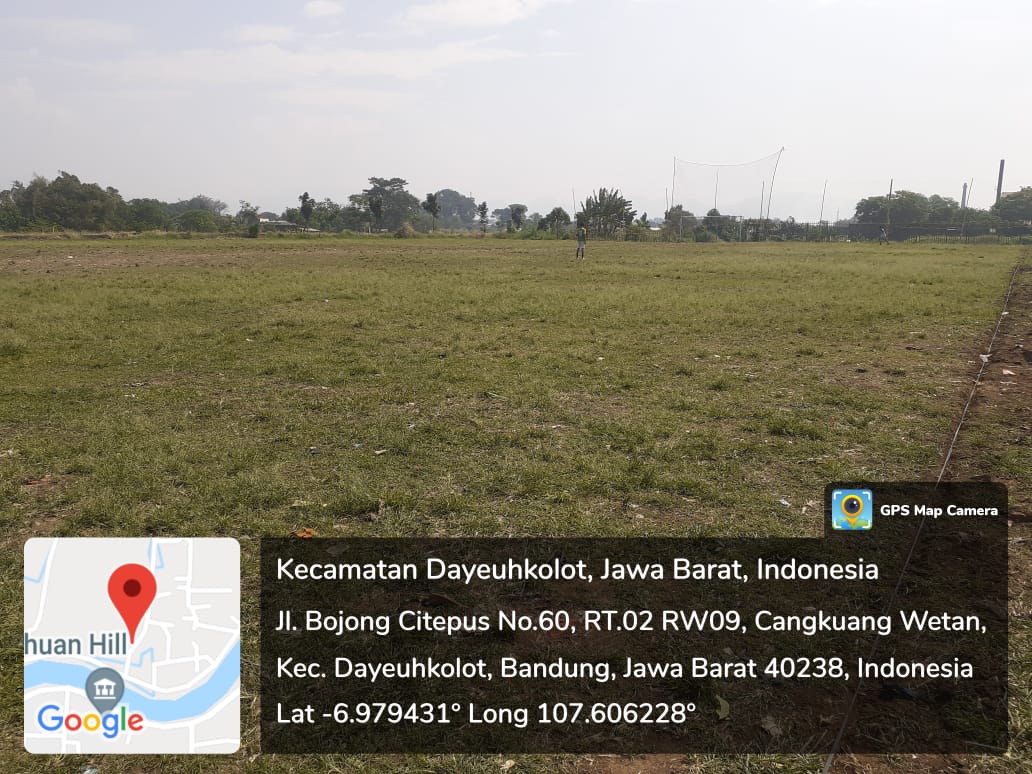 GPS Map Camera
Kecamatan Dayeuhkolot, Jawa Barat, Indonesia
Jl. Bojong Citepus No.60, RT.02 RW09, Cangkuang Wetan,
Kec. Dayeuhkolot, Bandung, Jawa Barat 40238, Indonesia
Lat -6.979431° Long 107.606228°
huan Hill
Google